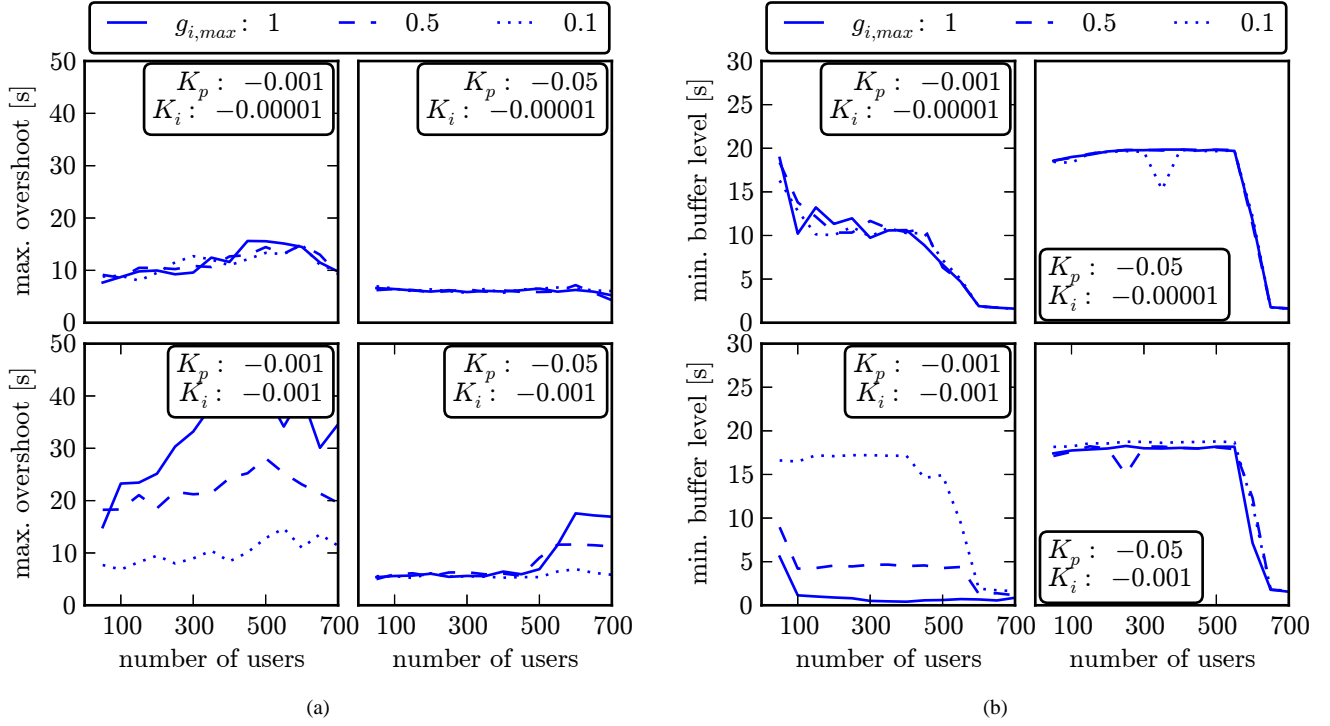 g_{i,max}: 1 0.5 0.1
50
40
30
20
10
0
max. overshoot [s]
K_p: −0.001
K_i: −0.00001
K_p: −0.05
K_i: −0.00001
50
40
30
20
10
0
max. overshoot [s]
K_p: −0.001
K_i: −0.001
K_p: −0.05
K_i: −0.001
100 300 500 700
100 300 500 700
number of users
number of users
(a)
g_{i,max}: 1 0.5 0.1
30
25
20
15
10
5
0
min. buffer level [s]
K_p: −0.001
K_i: −0.00001
K_p: −0.05
K_i: −0.00001
30
25
20
15
10
5
0
min. buffer level [s]
K_p: −0.001
K_i: −0.001
K_p: −0.05
K_i: −0.001
100 300 500 700
100 300 500 700
number of users
number of users
(b)